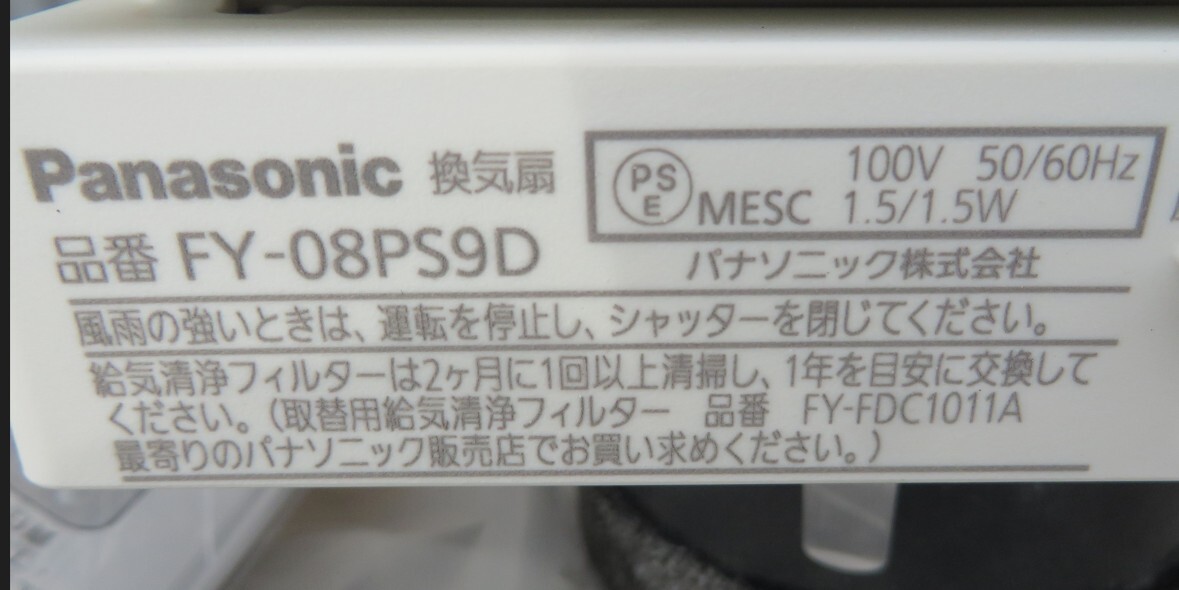 Panasonic 換気扇
品番 FY-08PS9D
PS
E
MESC
100V 50/60Hz
1.5/1.5W
パナソニック株式会社
風雨の強いときは、運転を停止し、シャッターを閉じてください。
給気清浄フィルターは2ヶ月に1回以上清掃し、1年を目安に交換して
ください。（取替用給気清浄フィルター 品番 FY-FDC1011A
最寄りのパナソニック販売店でお買い求めください。）